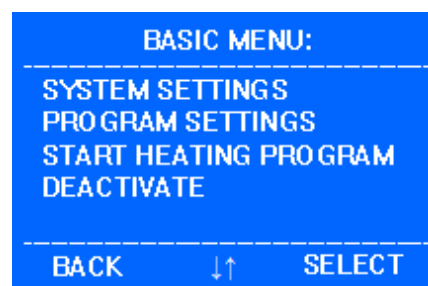 BASIC MENU:
SYSTEM SETTINGS
PROGRAM SETTINGS
START HEATING PROGRAM
DEACTIVATE
BACK ↓↑ SELECT